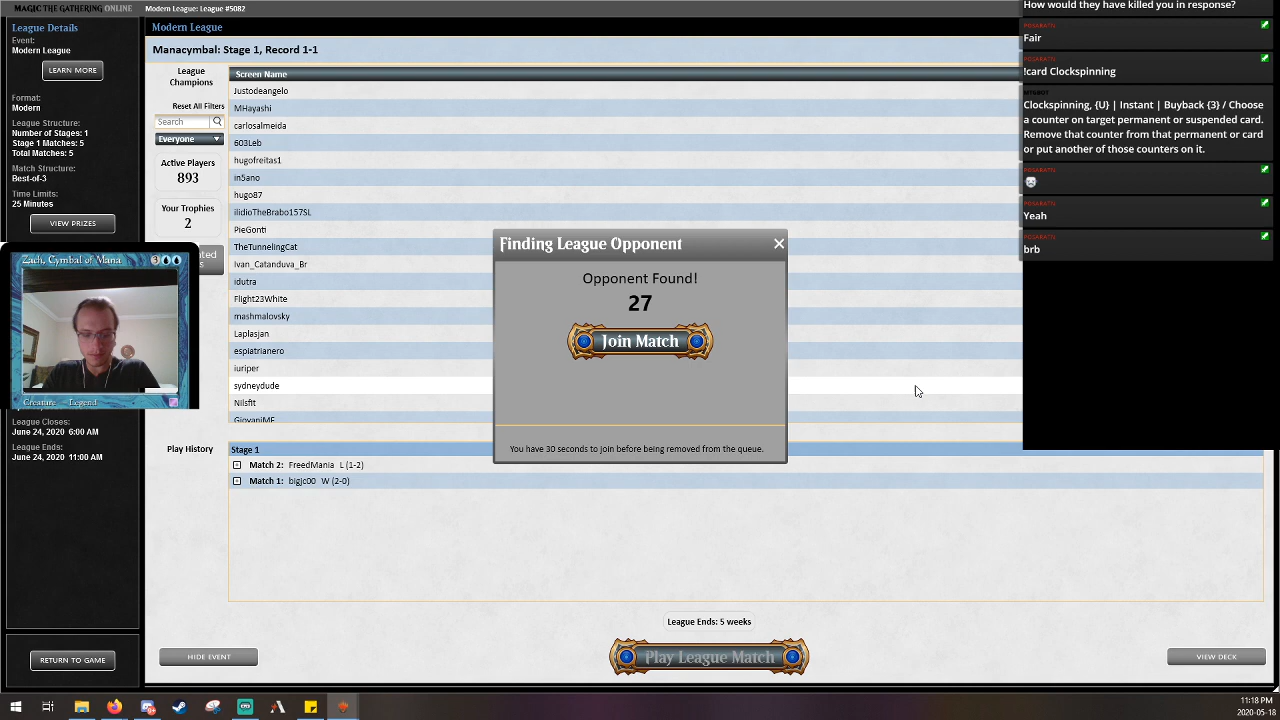 MAGIC THE GATHERING ONLINE
Modern League: League #5082
League Details
Event:
Modern League
LEARN MORE
Format:
Modern
League Structure:
Number of Stages: 1
Stage 1 Matches: 5
Total Matches: 5
Match Structure:
Best-of-3
Time Limits:
25 Minutes
VIEW PRIZES
Zach, Cymbal of Mana
3
Creature — Legend
League Closes:
June 24, 2020 6:00 AM
League Ends:
June 24, 2020 11:00 AM
RETURN TO GAME
Modern League
Manacymbal: Stage 1, Record 1-1
League
Champions
Reset All Filters
Search
Everyone
Active Players
893
Your Trophies
2
Screen Name
Justodeangelo
MHayashi
carlosalmeida
603Leb
hugofreitas1
in5ano
hugo87
ilidioTheBrabo157SL
PieGonti
TheTunnelingCat
Ivan_Catanduva_Br
idutra
Flight23White
mashmalovsky
Laplasjan
espiatrianero
iuriper
sydneydude
Nilsfit
GiovaniMF
Finding League Opponent
Opponent Found!
27
Join Match
You have 30 seconds to join before being removed from the queue.
Play History
Stage 1
Match 2: FreedMania L (1-2)
Match 1: bigjc00 W (2-0)
League Ends: 5 weeks
HIDE EVENT
Play League Match
VIEW DECK
How would they have killed you in response?
Fair
!card Clockspinning
Clockspinning, {U} | Instant | Buyback {3} / Choose
a counter on target permanent or suspended card.
Remove that counter from that permanent or card
or put another of those counters on it.
Yeah
brb
11:18 PM
2020-05-18